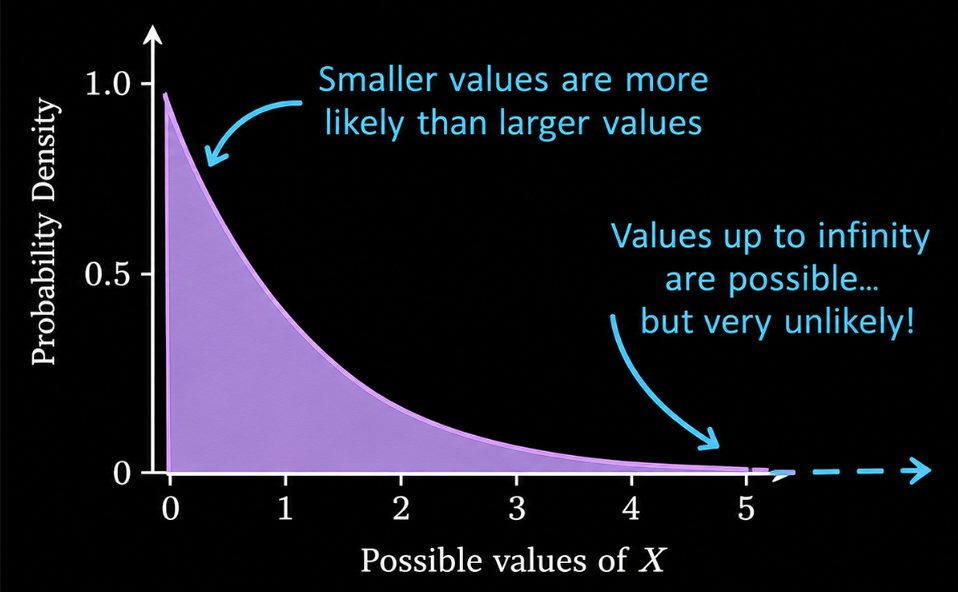 Smaller values are more
likely than larger values
Values up to infinity
are possible...
but very unlikely!
Probability Density
1.0
0.5
0
0 1 2 3 4 5
Possible values of X